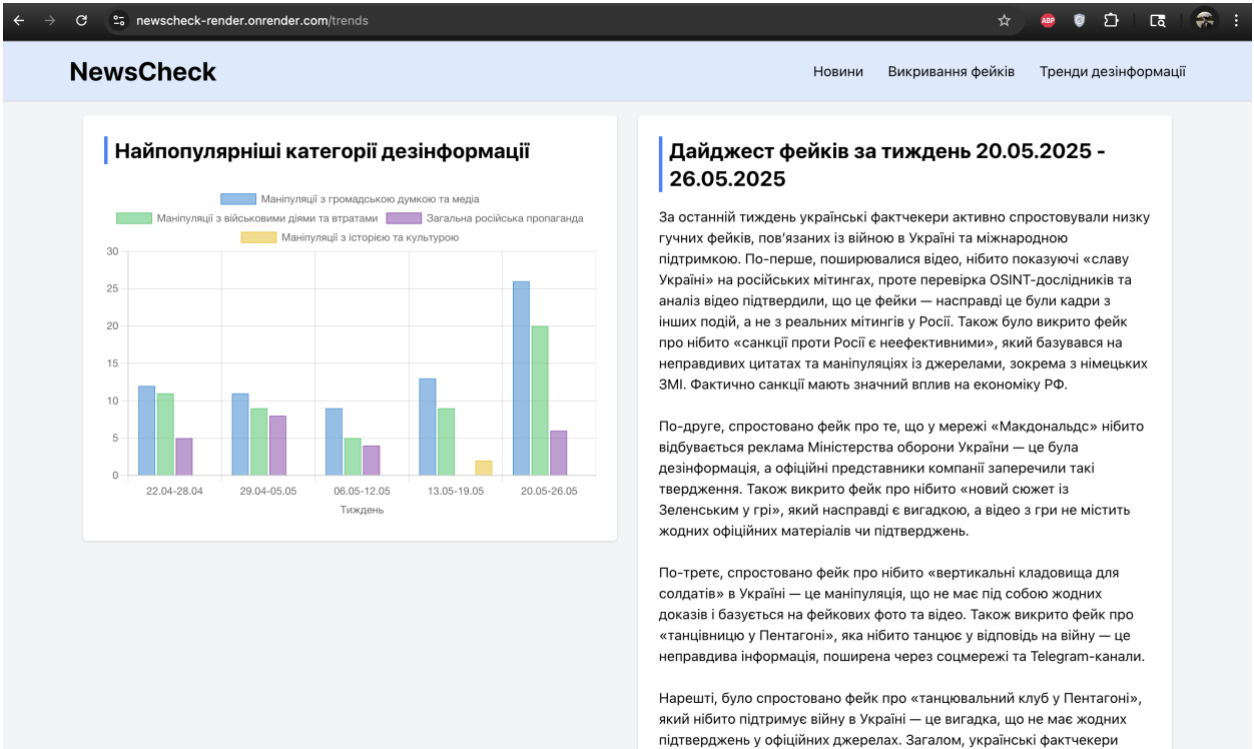 newscheck-render.onrender.com/trends
ABP
NewsCheck
Новини Викривання фейків Тренди дезінформації
Найпопулярніші категорії дезінформації
Маніпуляції з громадською думкою та медіа
Маніпуляції з військовими діями та втратами Загальна російська пропаганда
Маніпуляції з історією та культурою
30
25
20
15
10
5
0
22.04-28.04 29.04-05.05 06.05-12.05 13.05-19.05 20.05-26.05
Тиждень
Дайджест фейків за тиждень 20.05.2025 -
26.05.2025
За останній тиждень українські фактчекери активно спростовували низку
гучних фейків, пов’язаних із війною в Україні та міжнародною
підтримкою. По-перше, поширювалися відео, нібито показуючі «славу
Україні» на російських мітингах, проте перевірка OSINT-дослідників та
аналіз відео підтвердили, що це фейки — насправді це були кадри з
інших подій, а не з реальних мітингів у Росії. Також було викрито фейк
про нібито «санкції проти Росії є неефективними», який базувався на
неправдивих цитатах та маніпуляціях із джерелами, зокрема з німецьких
ЗМІ. Фактично санкції мають значний вплив на економіку РФ.
По-друге, спростовано фейк про те, що у мережі «Макдональдс» нібито
відбувається реклама Міністерства оборони України — це була
дезінформація, а офіційні представники компанії заперечили такі
твердження. Також викрито фейк про нібито «новий сюжет із
Зеленським у грі», який насправді є вигадкою, а відео з гри не містить
жодних офіційних матеріалів чи підтверджень.
По-третє, спростовано фейк про нібито «вертикальні кладовища для
солдатів» в Україні — це маніпуляція, що не має під собою жодних
доказів і базується на фейкових фото та відео. Також викрито фейк про
«танцівницю у Пентагоні», яка нібито танцює у відповідь на війну — це
неправдива інформація, поширена через соцмережі та Telegram-канали.
Нарешті, було спростовано фейк про «танцювальний клуб у Пентагоні»,
який нібито підтримує війну в Україні — це вигадка, що не має жодних
підтверджень у офіційних джерелах. Загалом, українські фактчекери